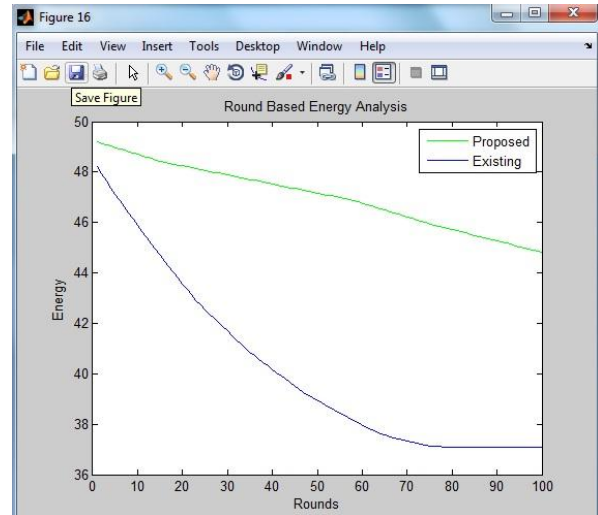 Figure 16
File Edit View Insert Tools Desktop Window Help
Save Figure
Round Based Energy Analysis
Proposed
Existing
Energy
50
48
46
44
42
40
38
36
0 10 20 30 40 50 60 70 80 90 100
Rounds